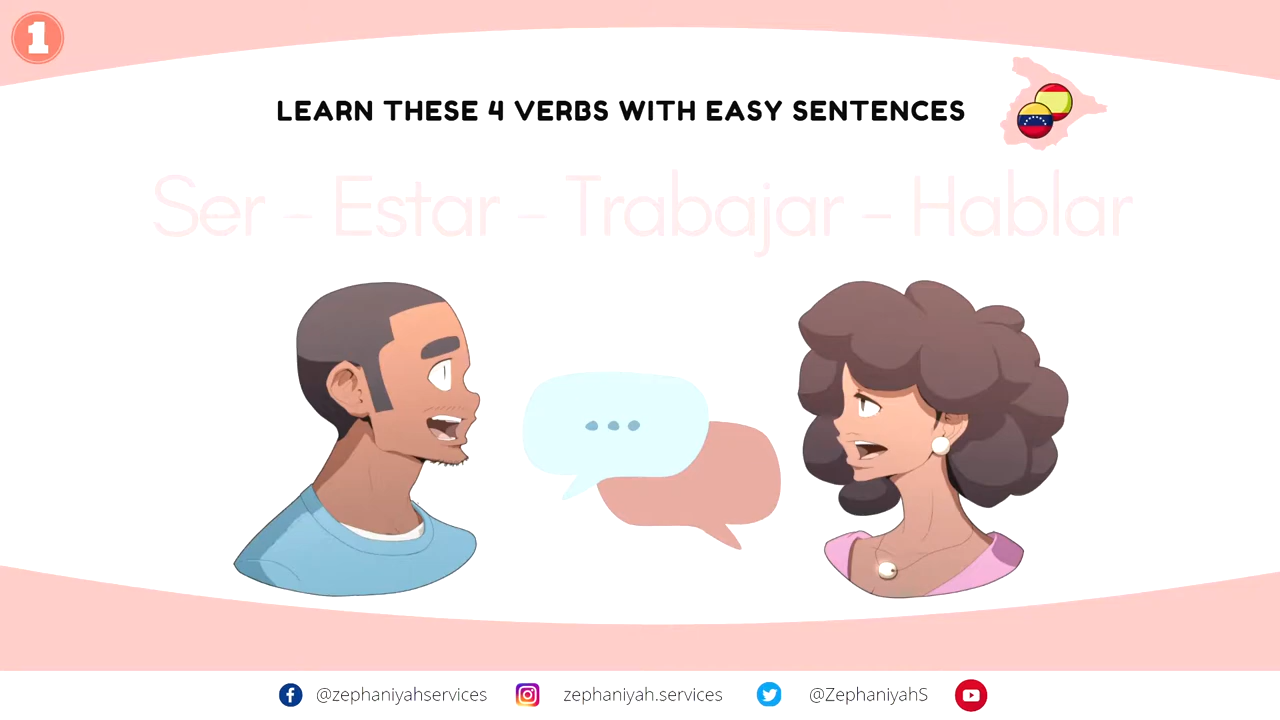 1
LEARN THESE 4 VERBS WITH EASY SENTENCES
Ser - Estar - Trabajar - Hablar
@zephaniyahservices zephaniyah.services @ZephaniyahS